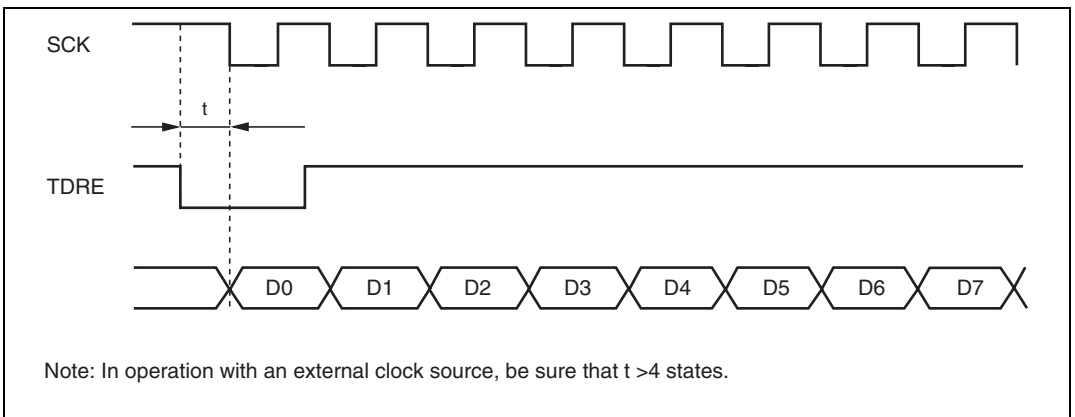 SCK
t
TDRE
D0 D1 D2 D3 D4 D5 D6 D7
Note: In operation with an external clock source, be sure that t >4 states.